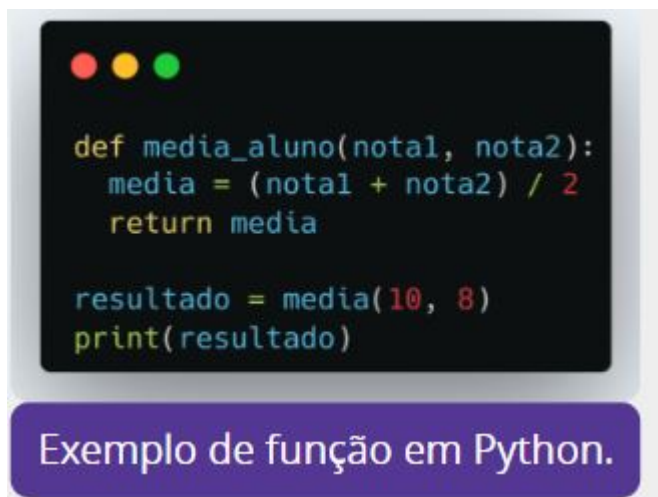 def media_aluno(nota1, nota2):
  media = (nota1 + nota2) / 2
  return media

resultado = media(10, 8)
print(resultado)
Exemplo de função em Python.